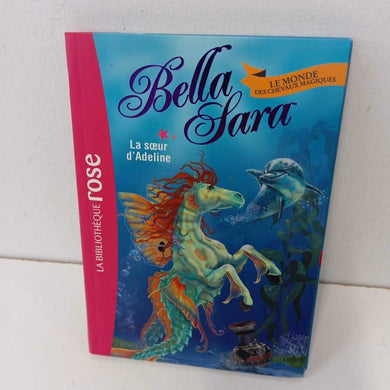 Bella
Sara
LE MONDE
DES CHEVAUX MAGIQUES
La sœur
d'Adeline
LA BIBLIOTHÈQUE rose